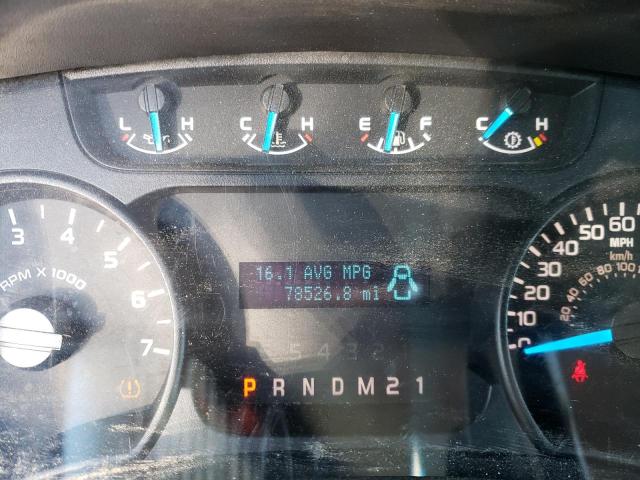 L H C H E F C H
3 4 5 6 7
RPM X 1000
16.1 AVG MPG
78526.8 mi
P R N D M 2 1
60 50 40 30 20 10 0
MPH
km/h
100 80 60 40 20